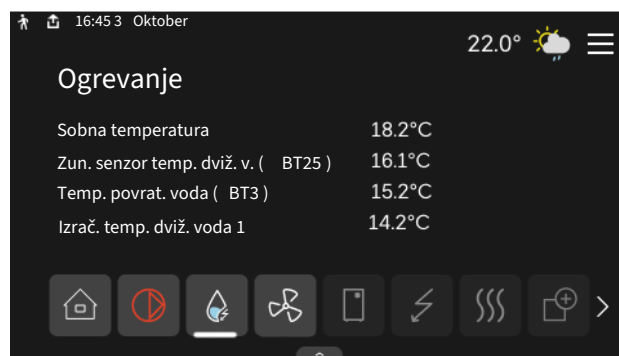 16:45 3 Oktober
22.0°
Ogrevanje
Sobna temperatura 18.2°C
Zun. senzor temp. dviž. v. ( BT25 ) 16.1°C
Temp. povrat. voda ( BT3 ) 15.2°C
Izrač. temp. dviž. voda 1 14.2°C